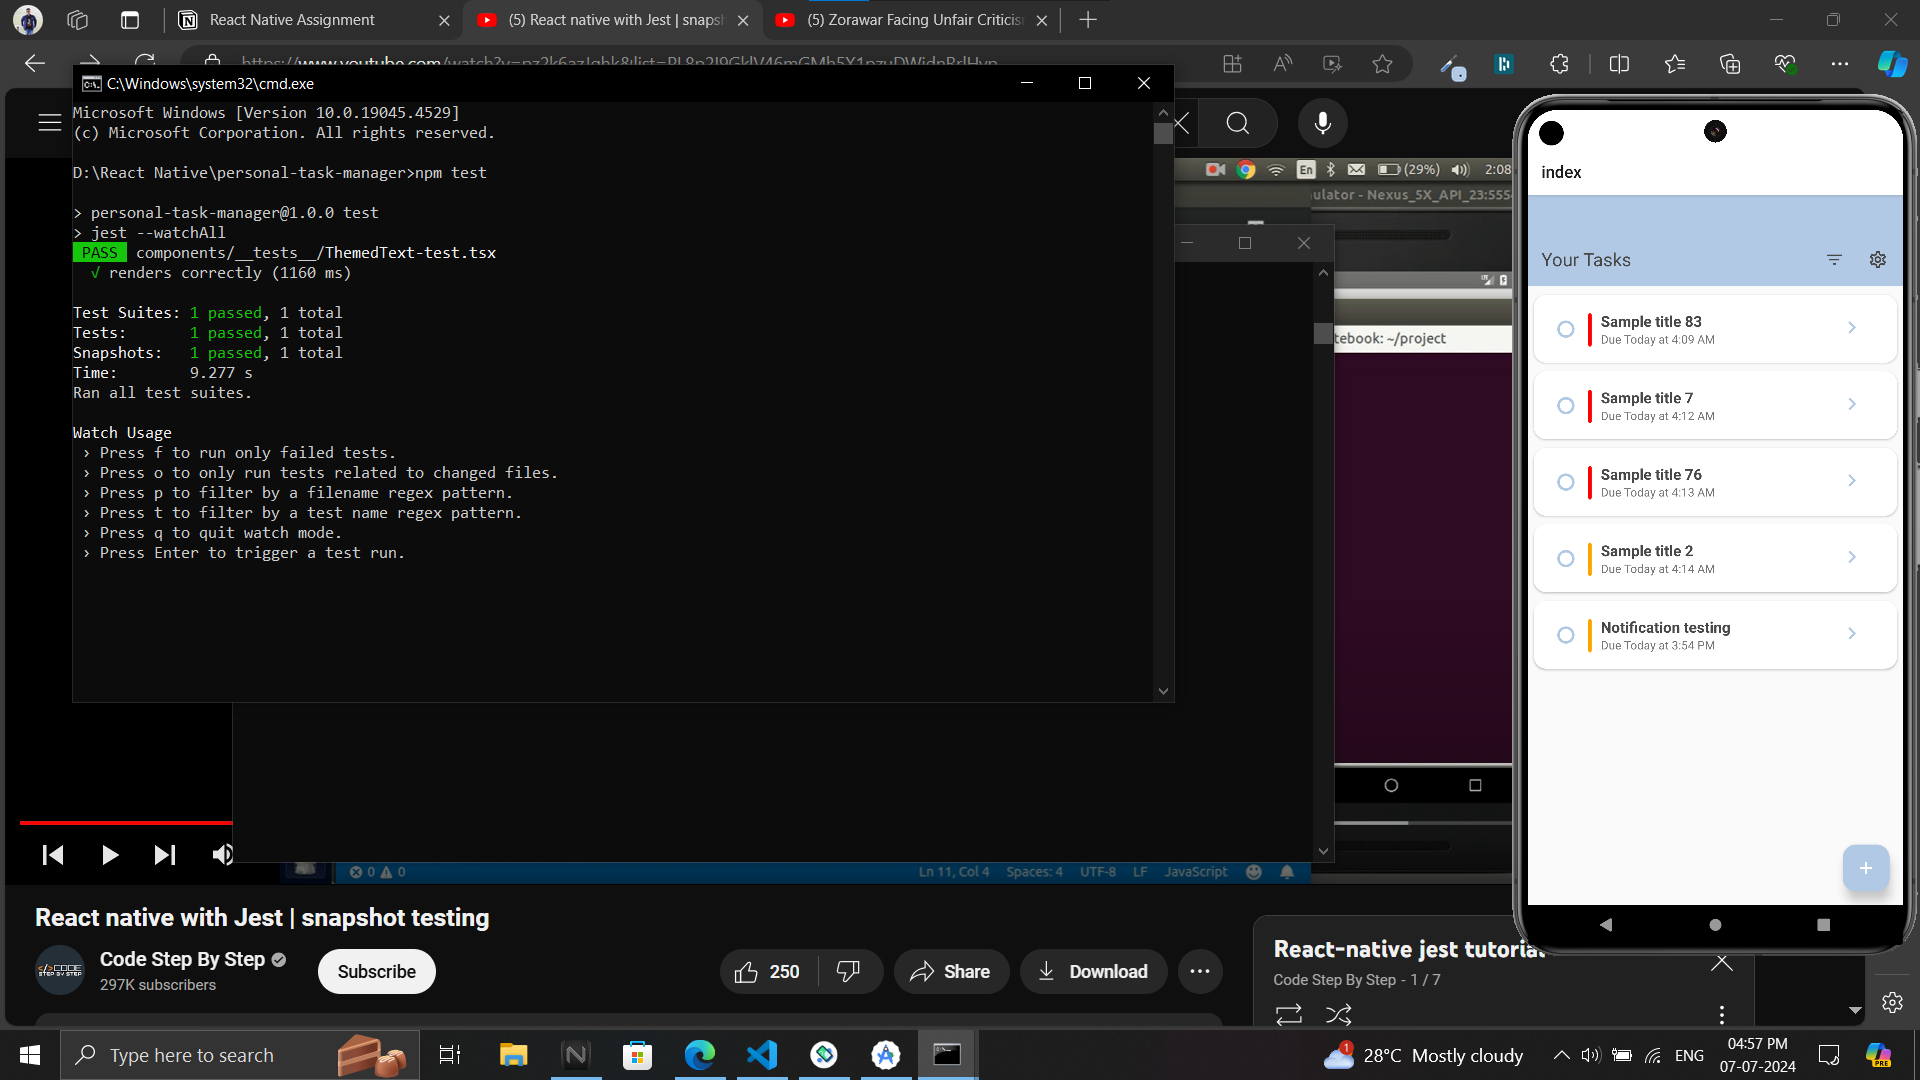 React Native Assignment
(5) React native with Jest | snaps
(5) Zorawar Facing Unfair Criticis
C:\Windows\system32\cmd.exe
Microsoft Windows [Version 10.0.19045.4529]
(c) Microsoft Corporation. All rights reserved.
D:\React Native\personal-task-manager>npm test
> personal-task-manager@1.0.0 test
> jest --watchAll
PASS components/__tests__/ThemedText-test.tsx
√ renders correctly (1160 ms)
Test Suites: 1 passed, 1 total
Tests: 1 passed, 1 total
Snapshots: 1 passed, 1 total
Time: 9.277 s
Ran all test suites.
Watch Usage
› Press f to run only failed tests.
› Press o to only run tests related to changed files.
› Press p to filter by a filename regex pattern.
› Press t to filter by a test name regex pattern.
› Press q to quit watch mode.
› Press Enter to trigger a test run.
En
(29%)
2:08
ulator - Nexus_5X_API_23:555
tebook: ~/project
index
Your Tasks
Sample title 83
Due Today at 4:09 AM
Sample title 7
Due Today at 4:12 AM
Sample title 76
Due Today at 4:13 AM
Sample title 2
Due Today at 4:14 AM
Notification testing
Due Today at 3:54 PM
+
0 0
Ln 11, Col 4 Spaces: 4 UTF-8 LF JavaScript
React native with Jest | snapshot testing
Code Step By Step
297K subscribers
Subscribe
250
Share
Download
React-native jest tutoria
Code Step By Step - 1 / 7
Type here to search
1
28°C Mostly cloudy
ENG
04:57 PM
07-07-2024
PRE